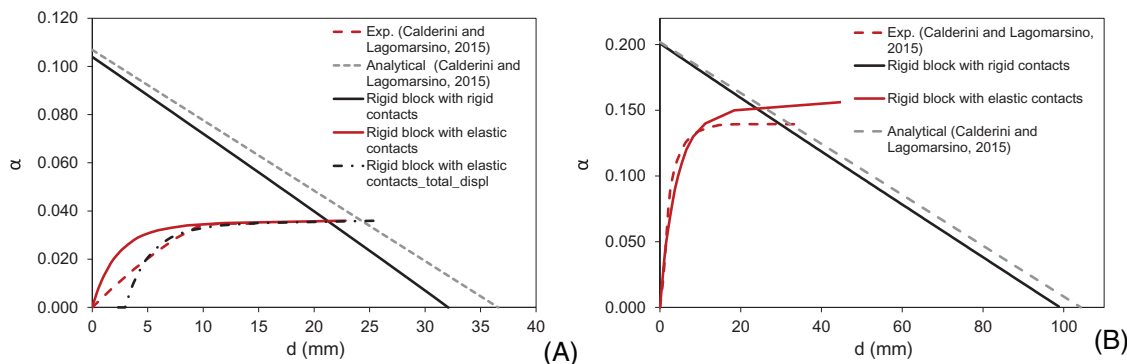 0.120
0.100
0.080
0.060
0.040
0.020
0.000
α
0
5
10
15
20
25
30
35
40
d (mm)
Exp. (Calderini and
Lagomarsino, 2015)
Analytical (Calderini and
Lagomarsino, 2015)
Rigid block with rigid
contacts
Rigid block with elastic
contacts
Rigid block with elastic
contacts_total_displ
(A)
0.200
0.150
0.100
0.050
0.000
α
0
20
40
60
80
100
d (mm)
Exp. (Calderini and Lagomarsino,
2015)
Rigid block with rigid contacts
Rigid block with elastic contacts
Analytical (Calderini and
Lagomarsino, 2015)
(B)